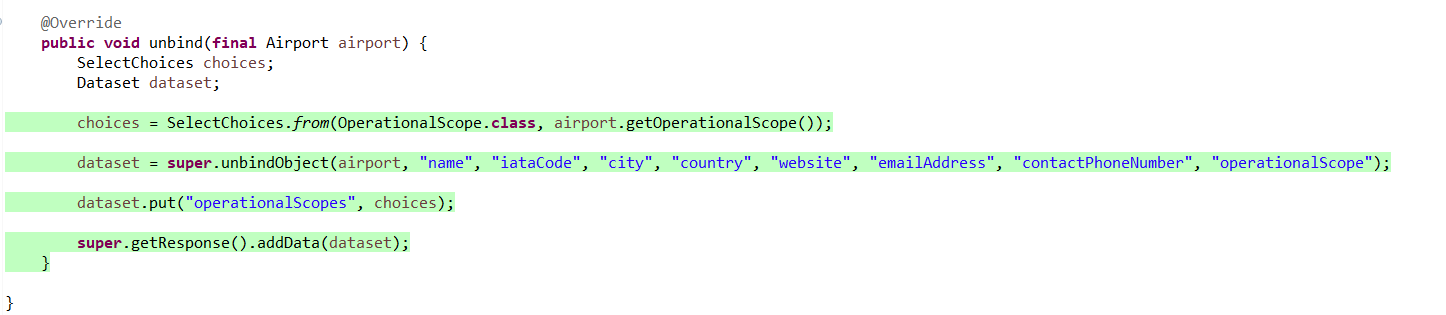 @Override
public void unbind(final Airport airport) {
SelectChoices choices;
Dataset dataset;
choices = SelectChoices.from(OperationalScope.class, airport.getOperationalScope());
dataset = super.unbindObject(airport, "name", "iataCode", "city", "country", "website", "emailAddress", "contactPhoneNumber", "operationalScope");
dataset.put("operationalScopes", choices);
super.getResponse().addData(dataset);
}
}